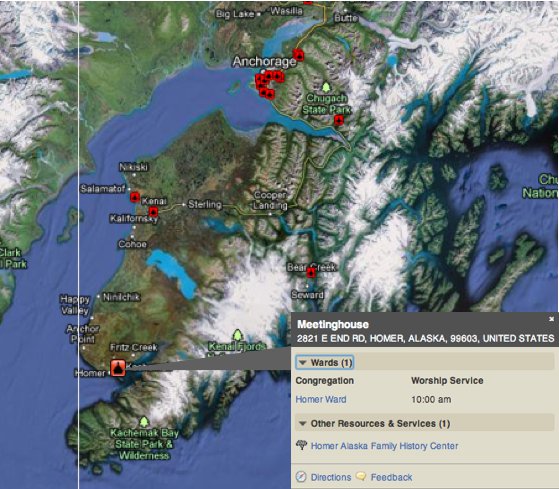 Big Lake
Wasilla
Butte
Anchorage
Chugach
State Park
Nikiski
Salamatof
Kenai
Kalifornsky
Sterling
Cooper
Landing
Cohoe
Clark
l Park
Bear Creek
Seward
Happy
Valley
Ninilchik
Anchor
Point
Fritz Creek
Kenai Fjords
Homer
Kachemak Bay
State Park &
Wilderness
Chu
Nation
Meetinghouse
2821 E END RD, HOMER, ALASKA, 99603, UNITED STATES
Wards (1)
Congregation Worship Service
Homer Ward 10:00 am
Other Resources & Services (1)
Homer Alaska Family History Center
Directions Feedback